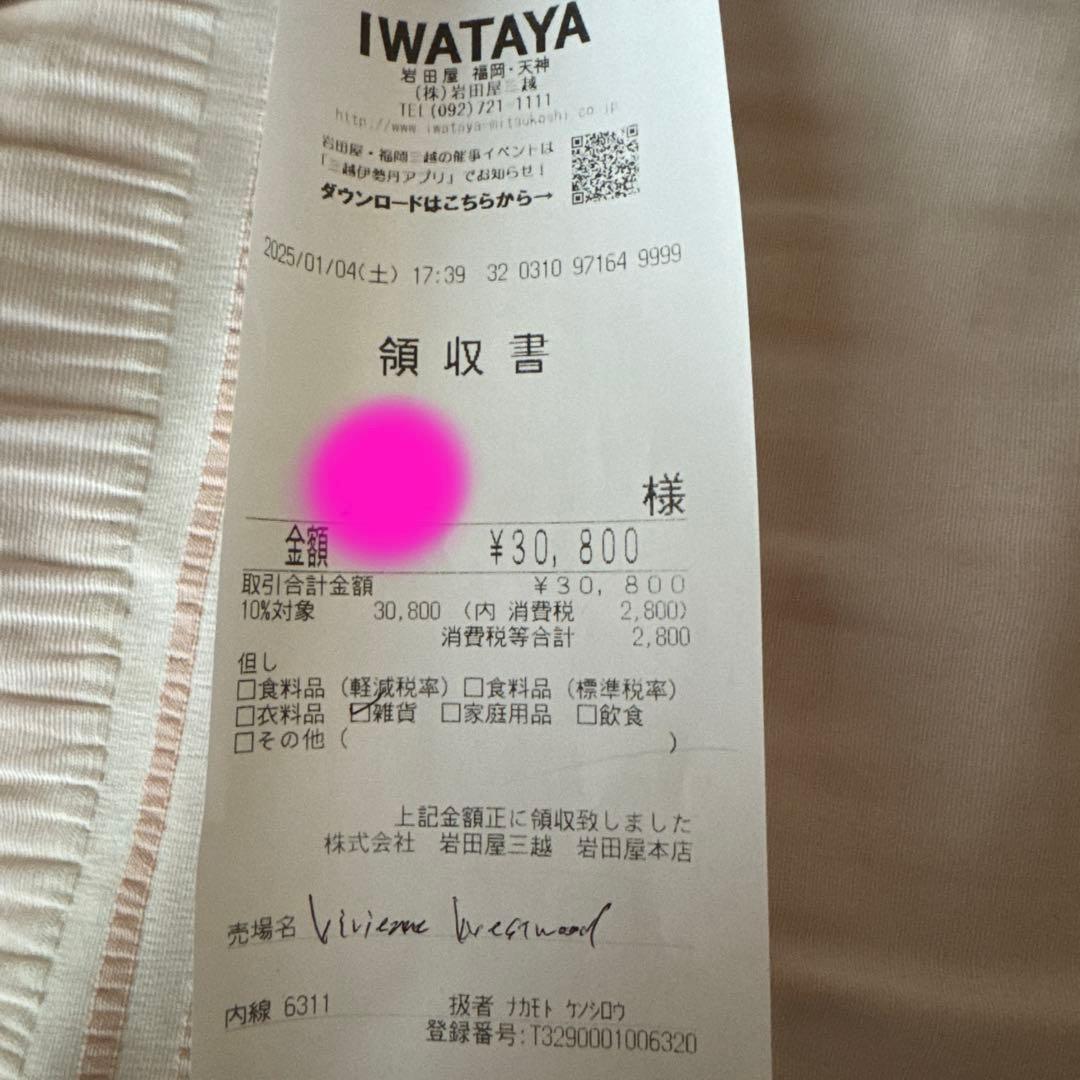 IWATAYA
岩田屋 福岡・天神
(株)岩田屋三越
TEL(092)721-1111
http://www.iwataya-mitsukoshi.co.jp
岩田屋・福岡三越の催事イベントは
「三越伊勢丹アプリ」でお知らせ!
ダウンロードはこちらから→
2025/01/04(土) 17:39 32 0310 97164 9999
領収書
様
金額 ¥30,800
取引合計金額 ¥30,800
10%対象 30,800 (内 消費税 2,800)
消費税等合計 2,800
但し
□食料品(軽減税率)□食料品(標準税率)
□衣料品 ☑雑貨 □家庭用品 □飲食
□その他( )
上記金額正に領収致しました
株式会社 岩田屋三越 岩田屋本店
売場名 Vivienne Westwood
内線 6311 扱者 ナカモト ケンシロウ
登録番号:T3290001006320